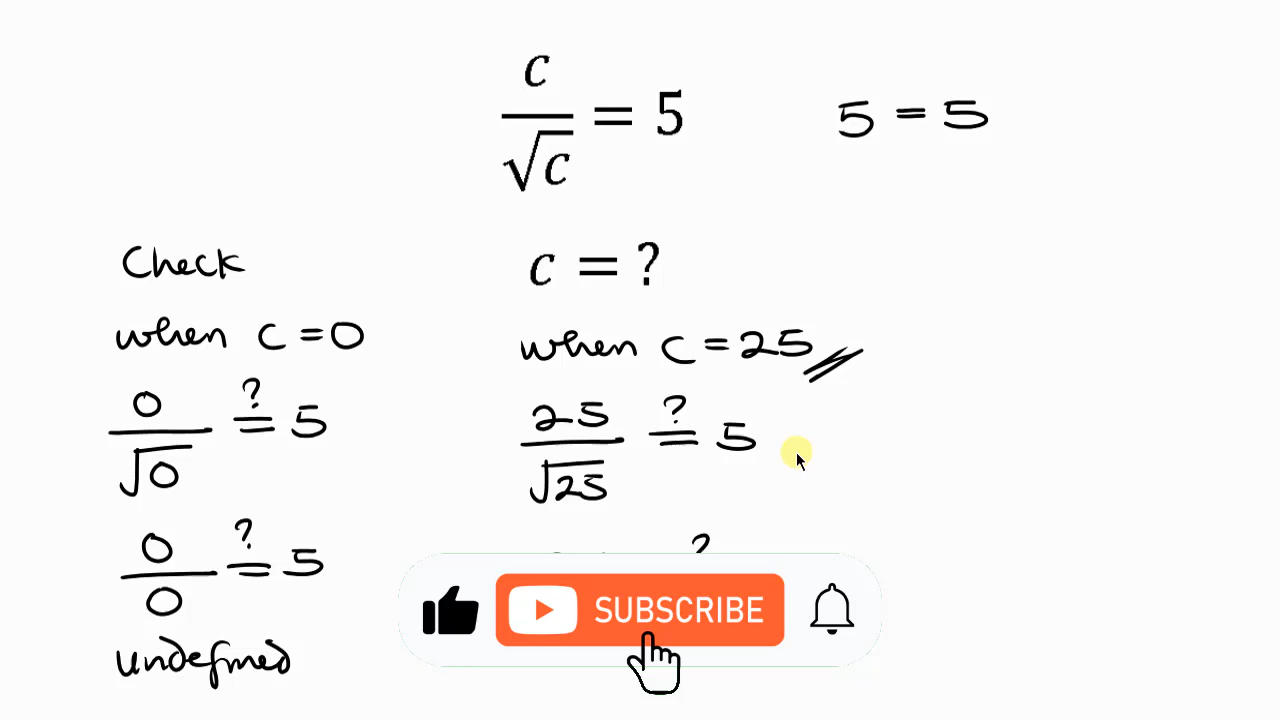 c/√c = 5
5 = 5
c = ?
Check
when c = 0
0/√0 ?= 5
0/0 ?= 5
undefined
when c = 25
25/√25 ?= 5
?
SUBSCRIBE